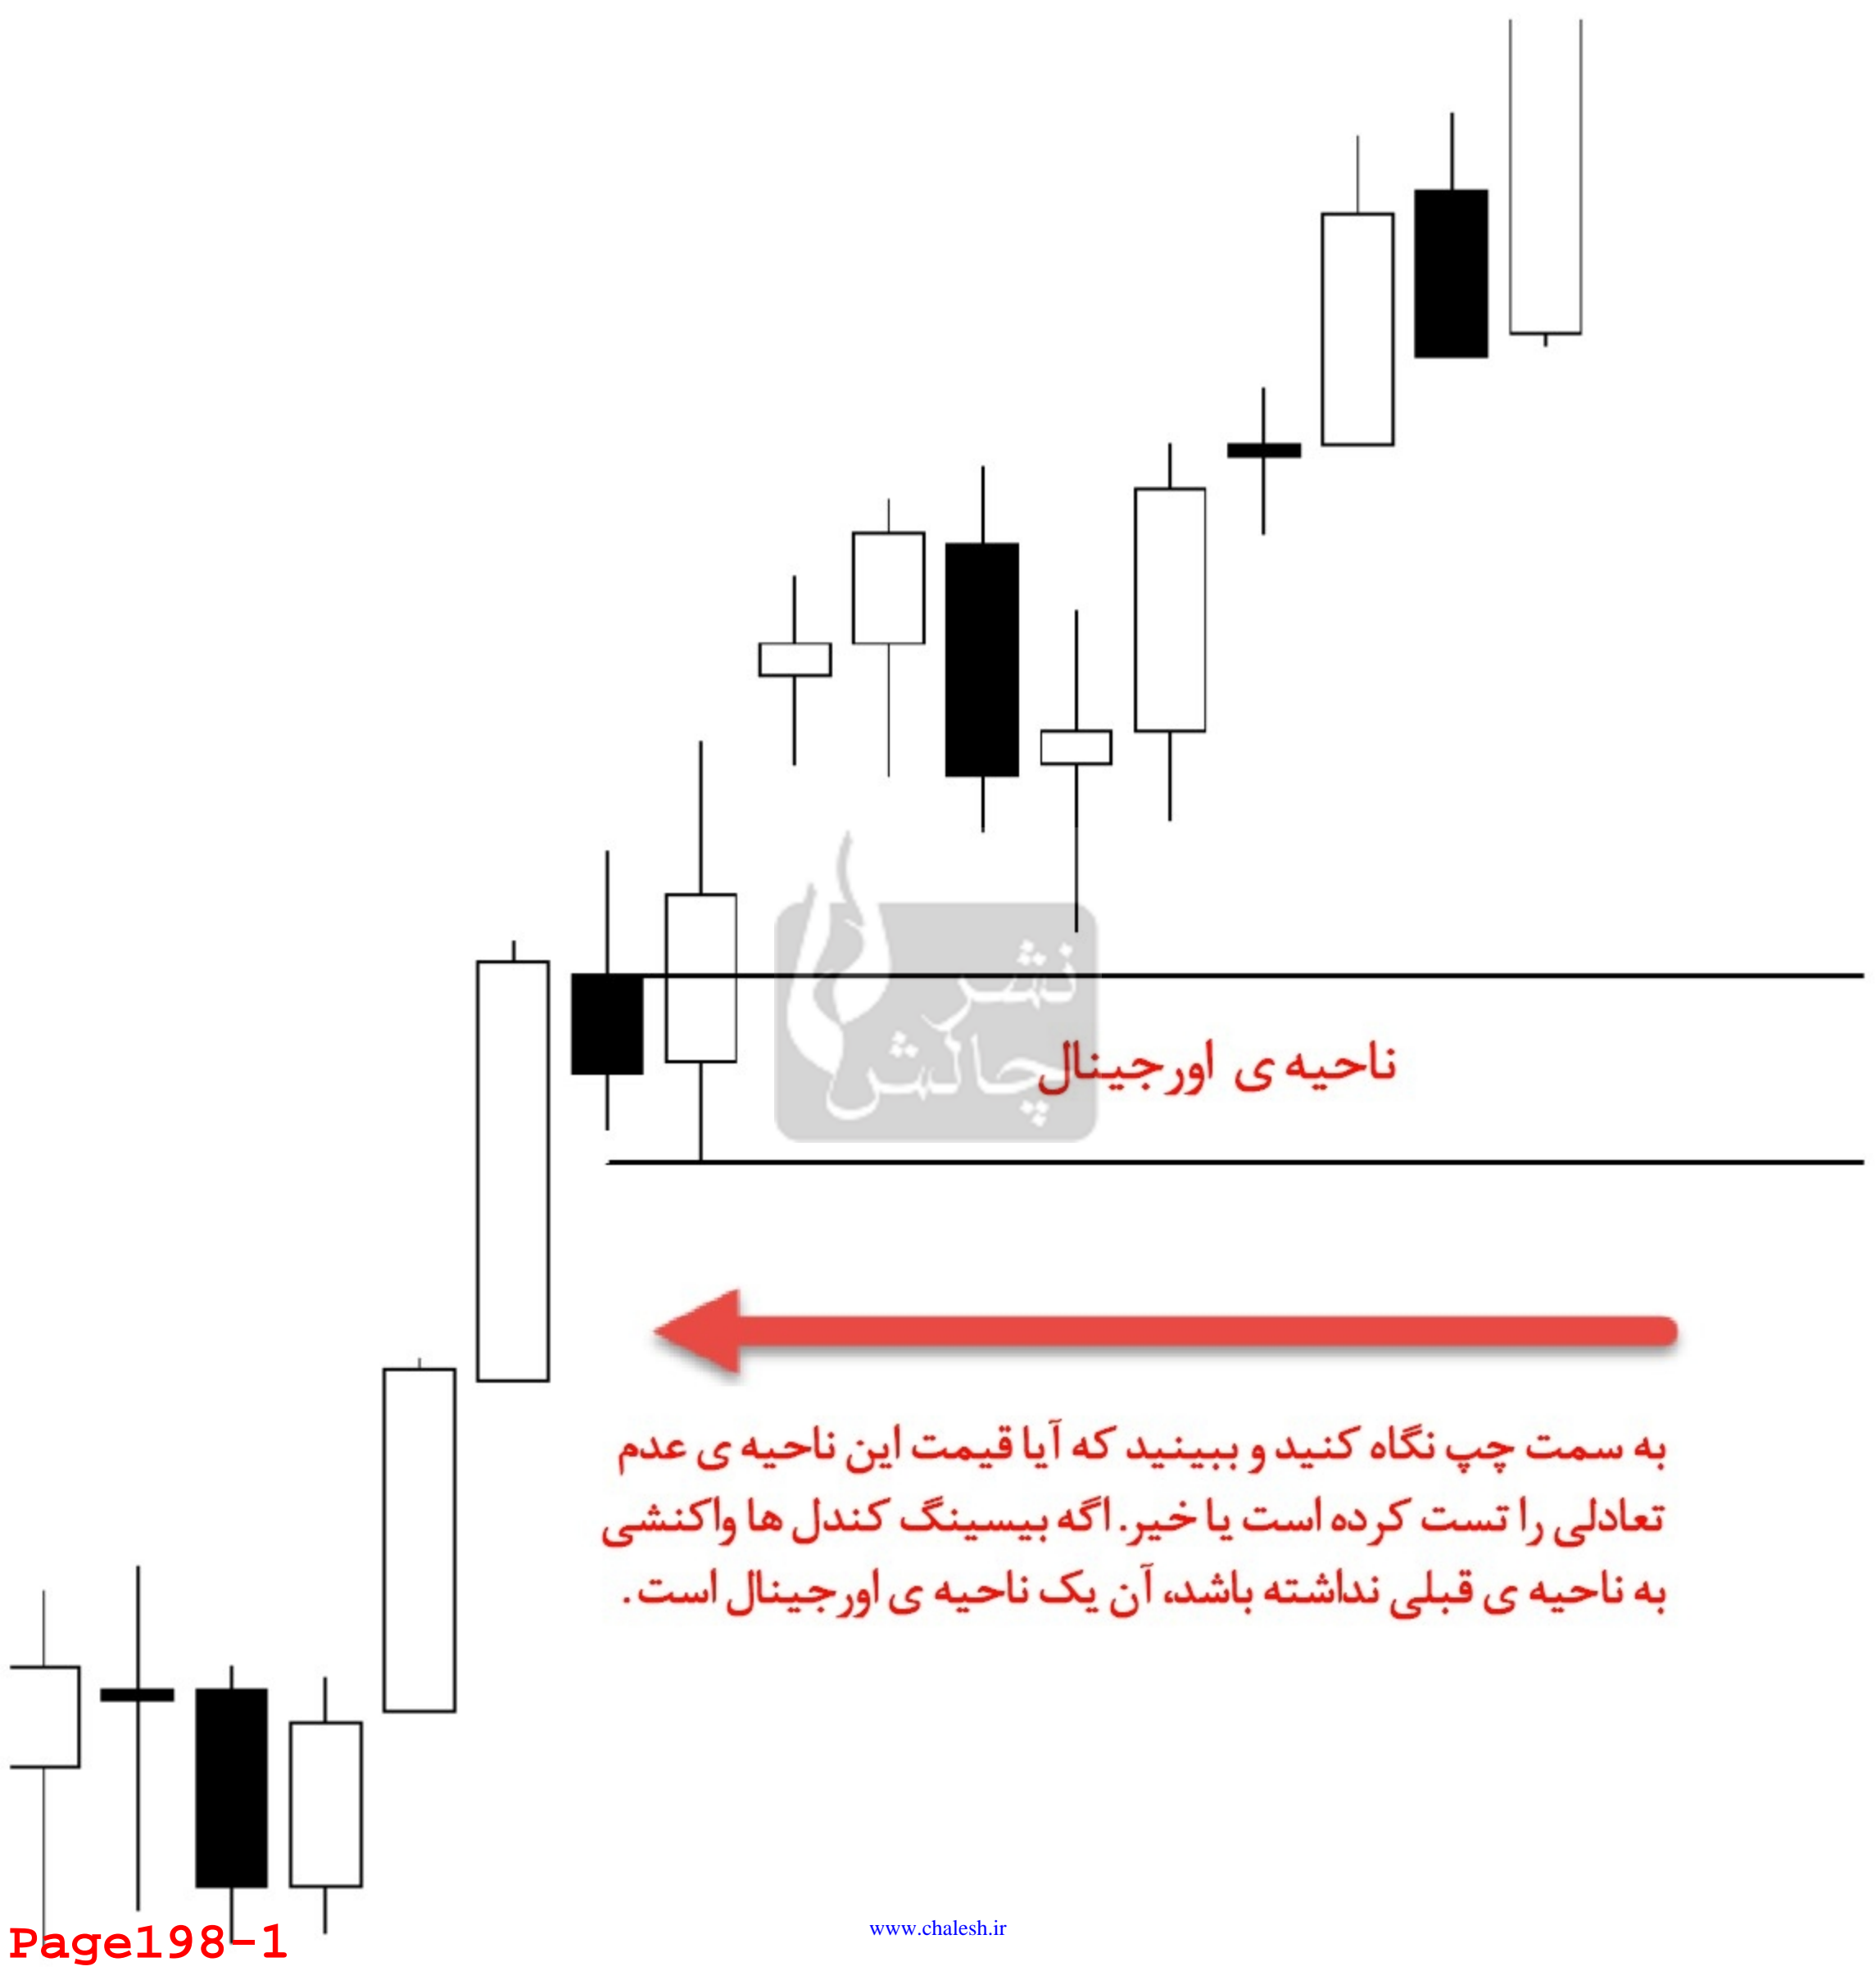 نشر
چالش
ناحیه ی اورجینال
به سمت چپ نگاه کنید و ببینید که آیا قیمت این ناحیه ی عدم
تعادلی را تست کرده است یا خیر. اگه بیسینگ کندل ها واکنشی
به ناحیه ی قبلی نداشته باشد، آن یک ناحیه ی اورجینال است.
www.chalesh.ir
Page198-1